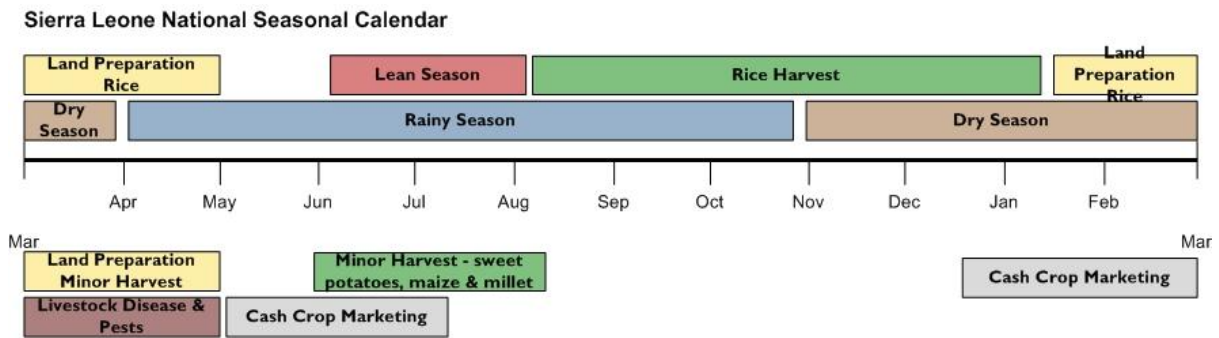 Sierra Leone National Seasonal Calendar
Land Preparation
Rice
Lean Season
Rice Harvest
Land
Preparation
Rice
Dry
Season
Rainy Season
Dry Season
Apr May Jun Jul Aug Sep Oct Nov Dec Jan Feb
Mar Mar
Land Preparation
Minor Harvest
Minor Harvest - sweet
potatoes, maize & millet
Cash Crop Marketing
Livestock Disease &
Pests
Cash Crop Marketing